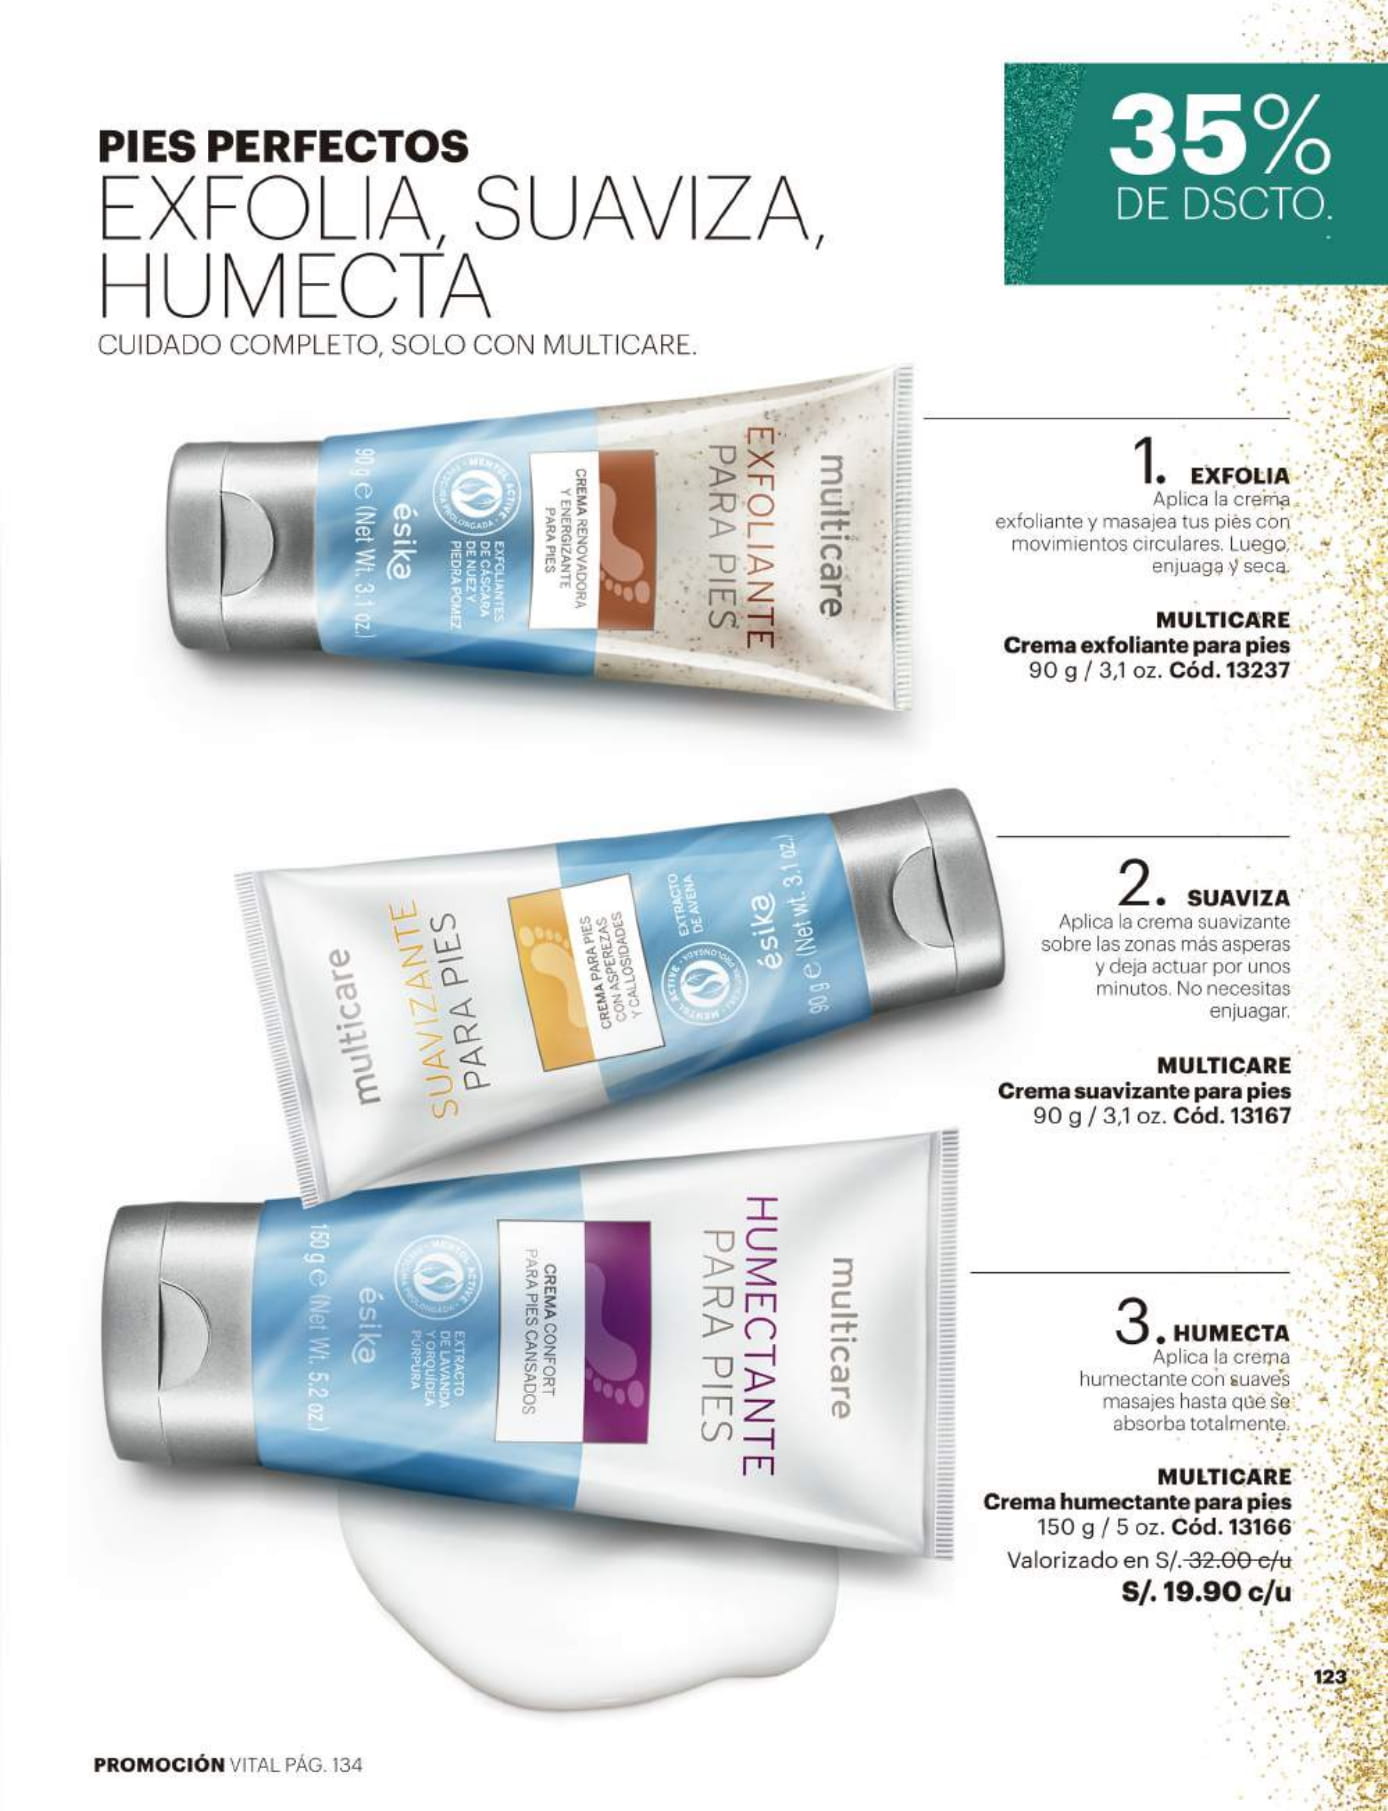 35%
DE DSCTO.
PIES PERFECTOS
EXFOLIA, SUAVIZA,
HUMECTA
CUIDADO COMPLETO, SOLO CON MULTICARE.
multicare
EXFOLIANTE
PARA PIES
CREMA RENOVADORA
Y ENERGIZANTE
PARA PIES
MENTOL ACTIVE
EXFOLIANTES
DE CÁSCARA
DE NUEZ Y
PIEDRA POMEZ
ésika
90 g e (Net Wt. 3.1 oz.)
1. EXFOLIA
Aplica la crema
exfoliante y masajea tus pies con
movimientos circulares. Luego,
enjuaga y seca.
MULTICARE
Crema exfoliante para pies
90 g / 3,1 oz. Cód. 13237
multicare
SUAVIZANTE
PARA PIES
CREMA PARA PIES
CON ASPEREZAS
Y CALLOSIDADES
EXTRACTO
DE AVENA
MENTOL ACTIVE
ésika
90 g e (Net wt. 3.1 oz.)
2. SUAVIZA
Aplica la crema suavizante
sobre las zonas más asperas
y deja actuar por unos
minutos. No necesitas
enjuagar.
MULTICARE
Crema suavizante para pies
90 g / 3,1 oz. Cód. 13167
multicare
HUMECTANTE
PARA PIES
CREMA CONFORT
PARA PIES CANSADOS
MENTOL ACTIVE
EXTRACTO
DE LAVANDA
Y ORQUÍDEA
PÚRPURA
ésika
150 g e (Net Wt. 5.2 oz.)
3. HUMECTA
Aplica la crema
humectante con suaves
masajes hasta que se
absorba totalmente.
MULTICARE
Crema humectante para pies
150 g / 5 oz. Cód. 13166
Valorizado en S/. 32.00 c/u
S/. 19.90 c/u
123
PROMOCIÓN VITAL PÁG. 134